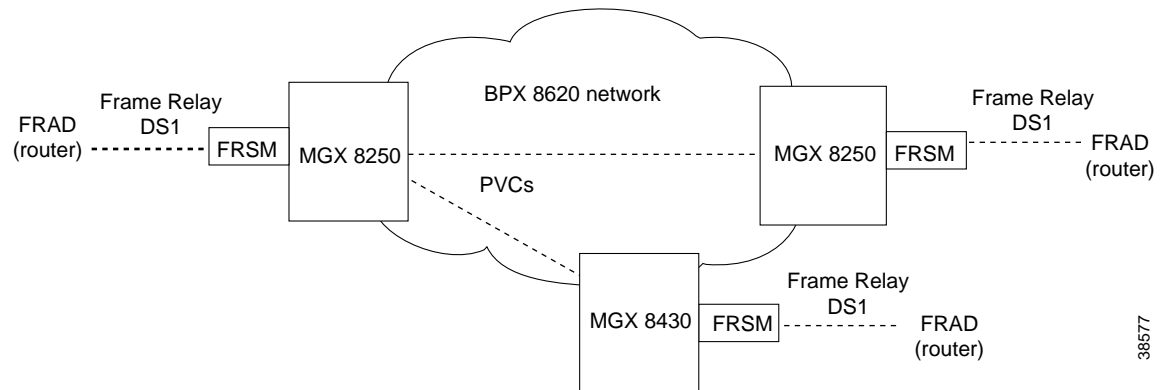 BPX 8620 network
Frame Relay
DS1
FRAD
(router)
FRSM
MGX 8250
PVCs
MGX 8250
FRSM
Frame Relay
DS1
FRAD
(router)
MGX 8430
FRSM
Frame Relay
DS1
FRAD
(router)
38577